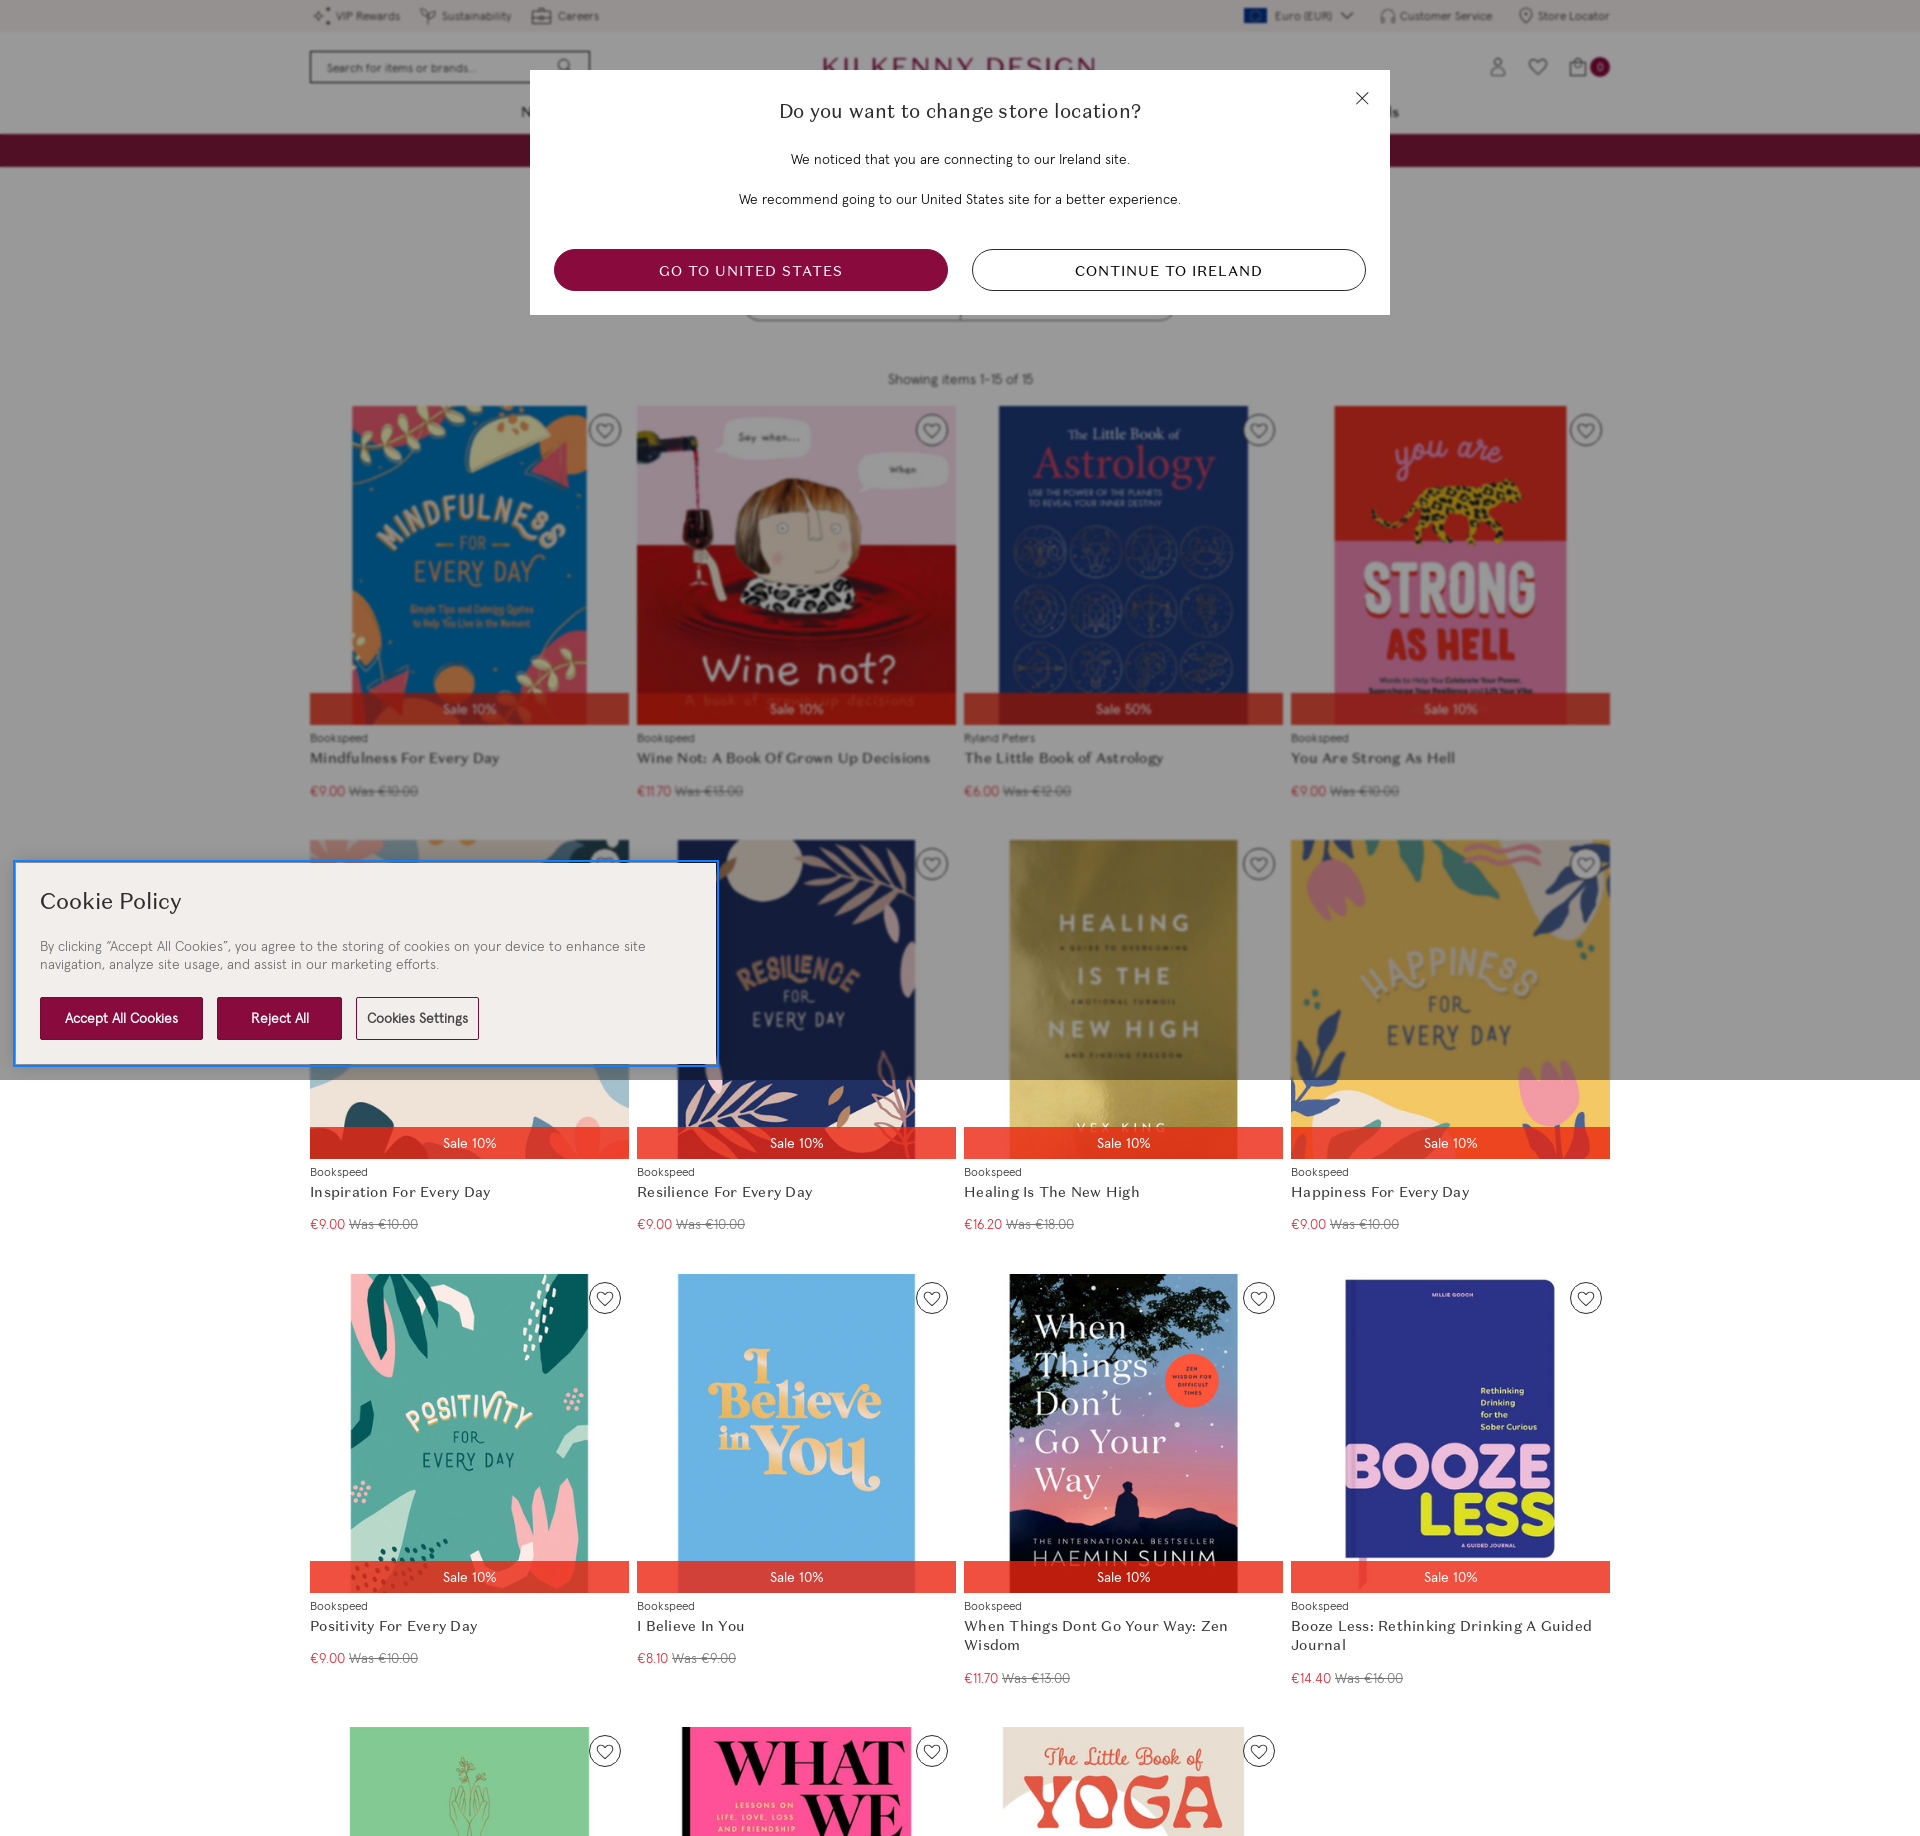 VIP Rewards
Sustainability
Careers
Euro (EUR)
Customer Service
Store Locator
Search for items or brands...
KILKENNY DESIGN
0
Do you want to change store location?
We noticed that you are connecting to our Ireland site.
We recommend going to our United States site for a better experience.
GO TO UNITED STATES
CONTINUE TO IRELAND
Showing items 1-15 of 15
MINDFULNESS
FOR
EVERY DAY
Simple Tips and Calming Quotes
to Help You Live in the Moment
Sale 10%
Say when...
When
Wine not?
A book of grown up decisions
Sale 10%
The Little Book of
Astrology
USE THE POWER OF THE PLANETS
TO REVEAL YOUR INNER DESTINY
Sale 50%
you are
STRONG
AS HELL
Words to Help You Celebrate Your Power,
Supercharge Your Resilience and Lift Your Vibe
Sale 10%
Bookspeed
Mindfulness For Every Day
€9.00 Was €10.00
Bookspeed
Wine Not: A Book Of Grown Up Decisions
€11.70 Was €13.00
Ryland Peters
The Little Book of Astrology
€6.00 Was €12.00
Bookspeed
You Are Strong As Hell
€9.00 Was €10.00
Cookie Policy
By clicking “Accept All Cookies”, you agree to the storing of cookies on your device to enhance site
navigation, analyze site usage, and assist in our marketing efforts.
Accept All Cookies
Reject All
Cookies Settings
Sale 10%
RESILIENCE
FOR
EVERY DAY
Sale 10%
HEALING
A GUIDE TO OVERCOMING
IS THE
EMOTIONAL TURMOIL
NEW HIGH
AND FINDING FREEDOM
VEX KING
Sale 10%
HAPPINESS
FOR
EVERY DAY
Sale 10%
Bookspeed
Inspiration For Every Day
€9.00 Was €10.00
Bookspeed
Resilience For Every Day
€9.00 Was €10.00
Bookspeed
Healing Is The New High
€16.20 Was €18.00
Bookspeed
Happiness For Every Day
€9.00 Was €10.00
POSITIVITY
FOR
EVERY DAY
Sale 10%
I
Believe
in You
Sale 10%
When
Things
Don't
Go Your
Way
ZEN
WISDOM FOR
DIFFICULT
TIMES
THE INTERNATIONAL BESTSELLER
HAEMIN SUNIM
Sale 10%
MILLIE GOOCH
Rethinking
Drinking
for the
Sober Curious
BOOZE
LESS
A GUIDED JOURNAL
Sale 10%
Bookspeed
Positivity For Every Day
€9.00 Was €10.00
Bookspeed
I Believe In You
€8.10 Was €9.00
Bookspeed
When Things Dont Go Your Way: Zen
Wisdom
€11.70 Was €13.00
Bookspeed
Booze Less: Rethinking Drinking A Guided
Journal
€14.40 Was €16.00
WHAT
WE
LESSONS ON
LIFE, LOVE, LOSS
AND FRIENDSHIP
The Little Book of
YOGA